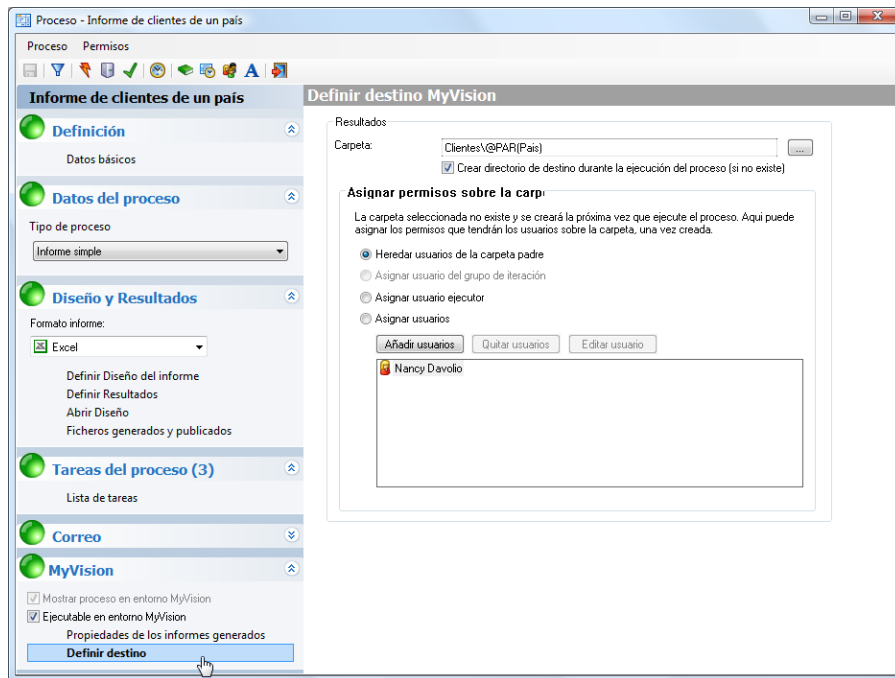 Proceso - Informe de clientes de un país
Proceso Permisos
A
Informe de clientes de un país
Definición
Datos básicos
Datos del proceso
Tipo de proceso
Informe simple
Diseño y Resultados
Formato informe:
Excel
Definir Diseño del informe
Definir Resultados
Abrir Diseño
Ficheros generados y publicados
Tareas del proceso (3)
Lista de tareas
Correo
MyVision
Mostrar proceso en entorno MyVision
Ejecutable en entorno MyVision
Propiedades de los informes generados
Definir destino
Definir destino MyVision
Resultados
Carpeta:
Clientes\@PAR(Pais)
...
Crear directorio de destino durante la ejecución del proceso (si no existe)
Asignar permisos sobre la carp
La carpeta seleccionada no existe y se creará la próxima vez que ejecute el proceso. Aqui puede
asignar los permisos que tendrán los usuarios sobre la carpeta, una vez creada.
Heredar usuarios de la carpeta padre
Asignar usuario del grupo de iteración
Asignar usuario ejecutor
Asignar usuarios
Añadir usuarios Quitar usuarios Editar usuario
Nancy Davolio